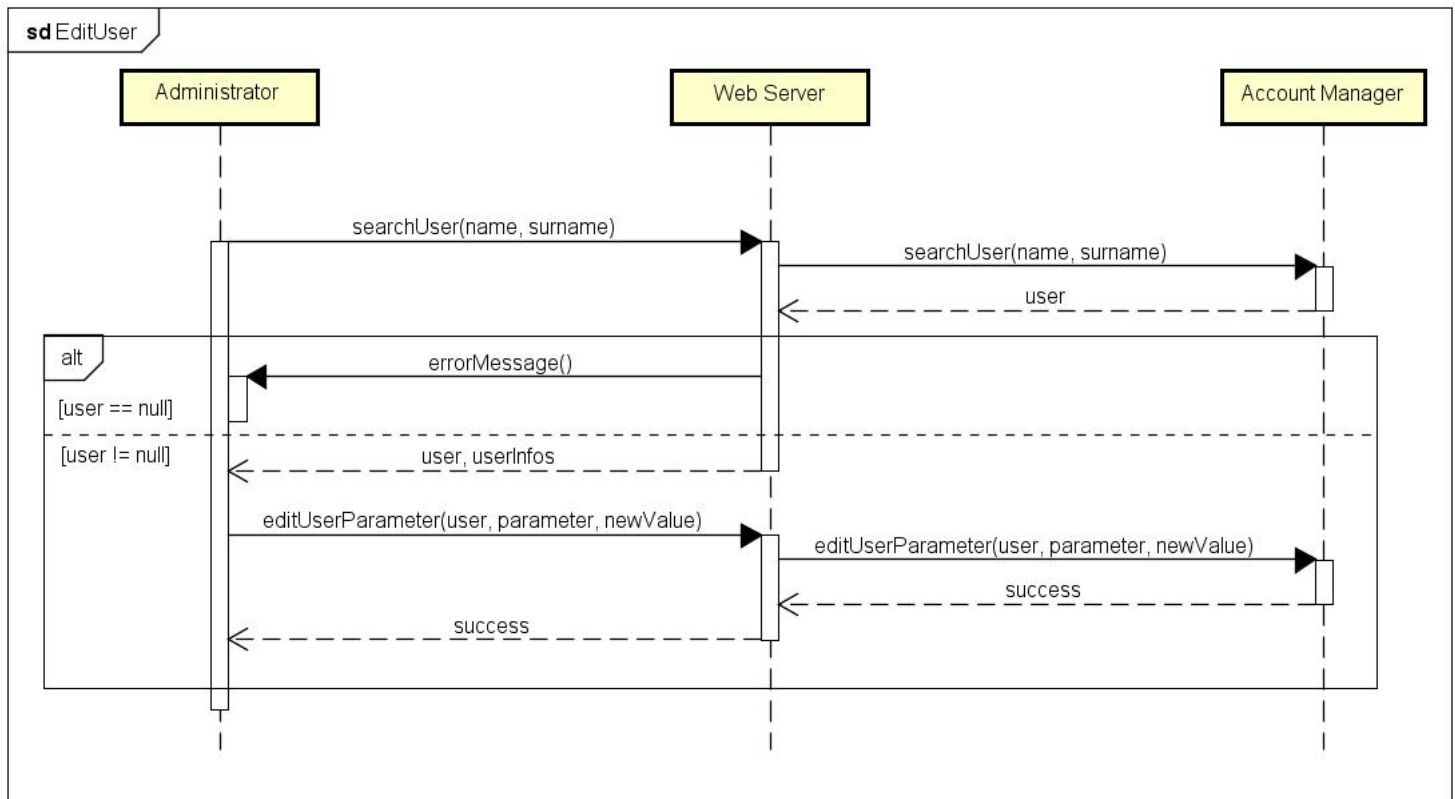 sd EditUser
Administrator
Web Server
Account Manager
searchUser(name, surname)
searchUser(name, surname)
user
alt
errorMessage()
[user == null]
[user != null]
user, userInfos
editUserParameter(user, parameter, newValue)
editUserParameter(user, parameter, newValue)
success
success